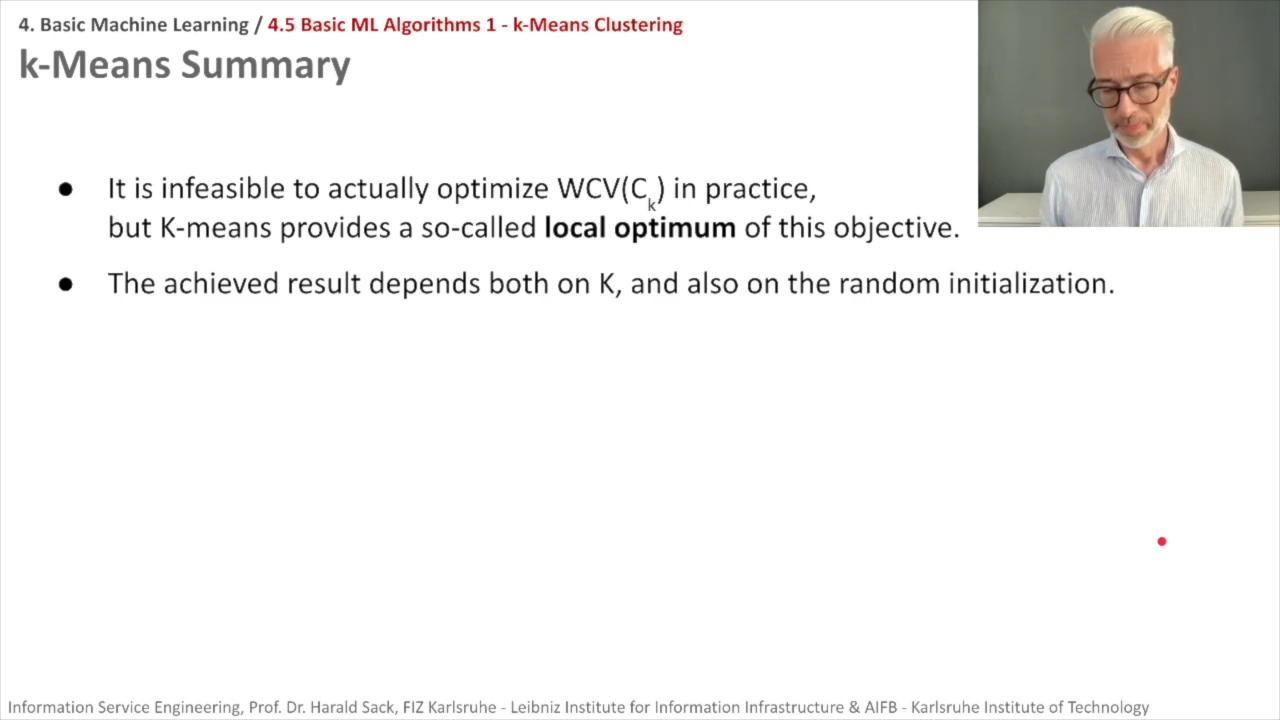 4. Basic Machine Learning / 4.5 Basic ML Algorithms 1 - k-Means Clustering
k-Means Summary
● It is infeasible to actually optimize WCV(Ck) in practice,
but K-means provides a so-called local optimum of this objective.
● The achieved result depends both on K, and also on the random initialization.
Information Service Engineering, Prof. Dr. Harald Sack, FIZ Karlsruhe - Leibniz Institute for Information Infrastructure & AIFB - Karlsruhe Institute of Technology